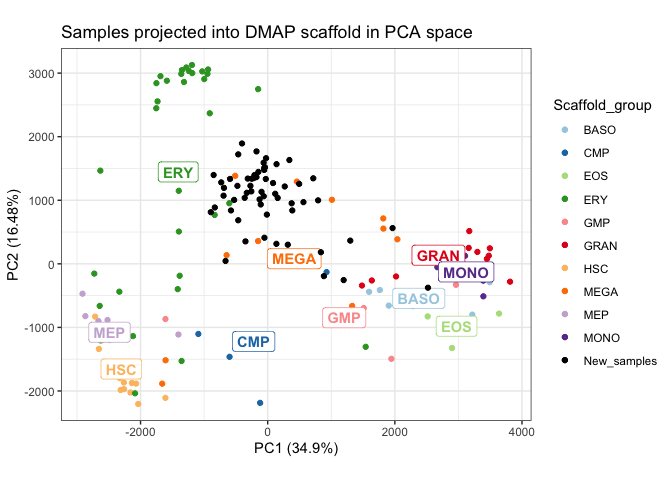 Samples projected into DMAP scaffold in PCA space
3000
2000
1000
0
-1000
-2000
ERY
GRAN
MEGA
MONO
BASO
GMP
EOS
MEP
CMP
HSC
-2000
0
2000
4000
PC1 (34.9%)
PC2 (16.48%)
Scaffold_group
BASO
CMP
EOS
ERY
GMP
GRAN
HSC
MEGA
MEP
MONO
New_samples